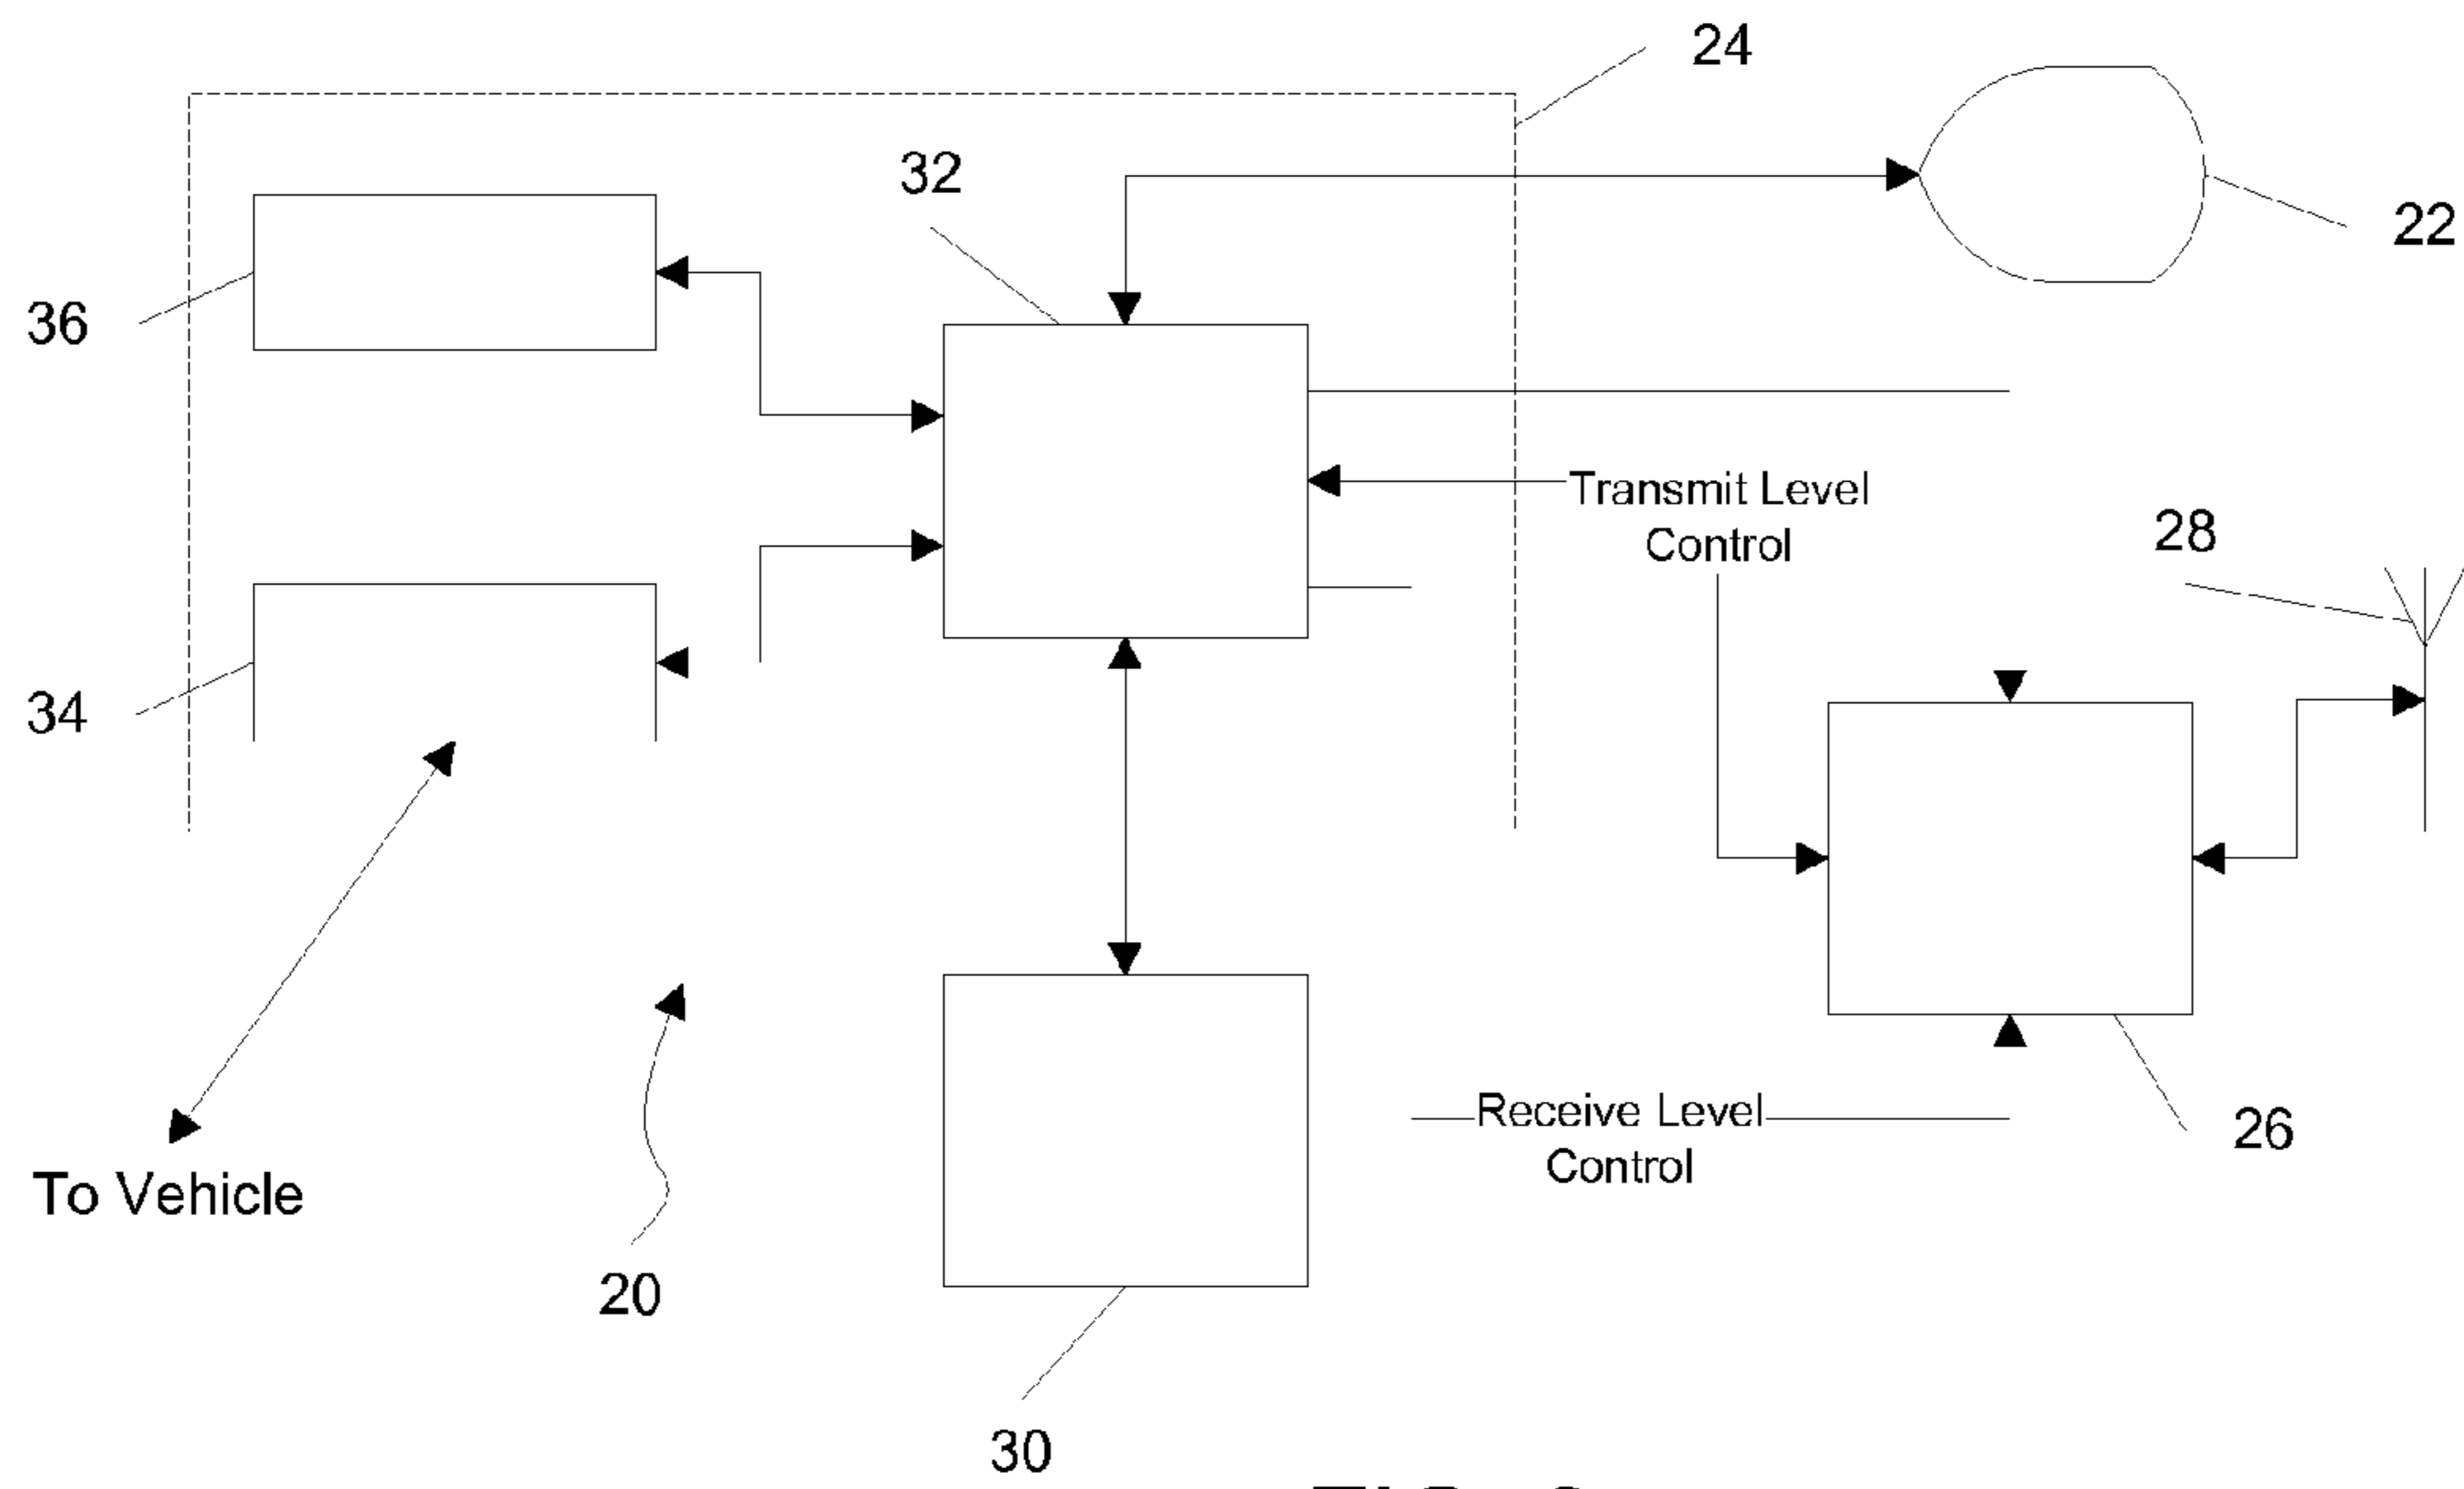 24
32
22
36
Transmit Level
Control
28
34
Receive Level
Control
26
To Vehicle
20
30